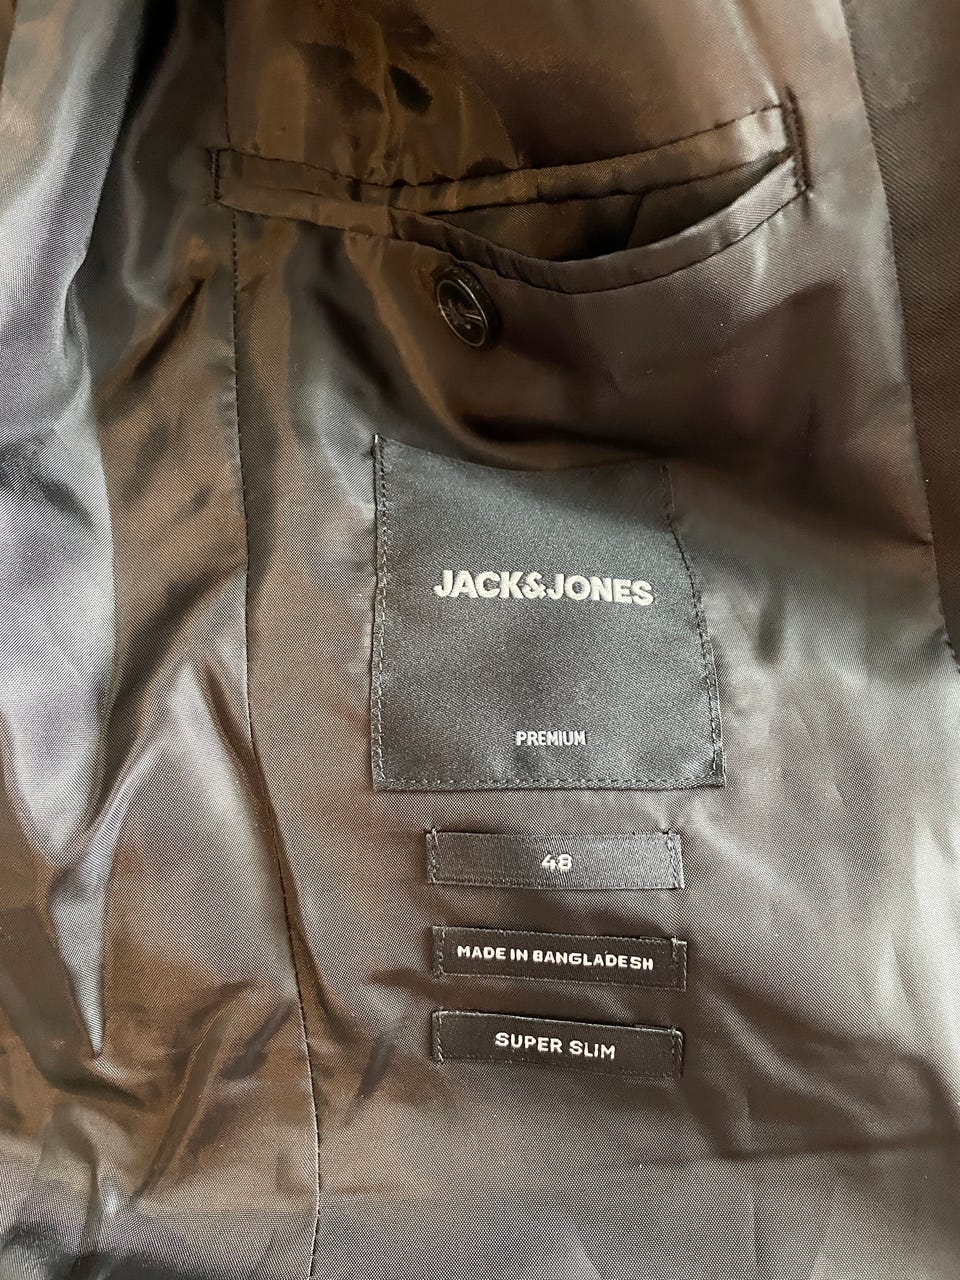 JACK&JONES
PREMIUM
48
MADE IN BANGLADESH
SUPER SLIM